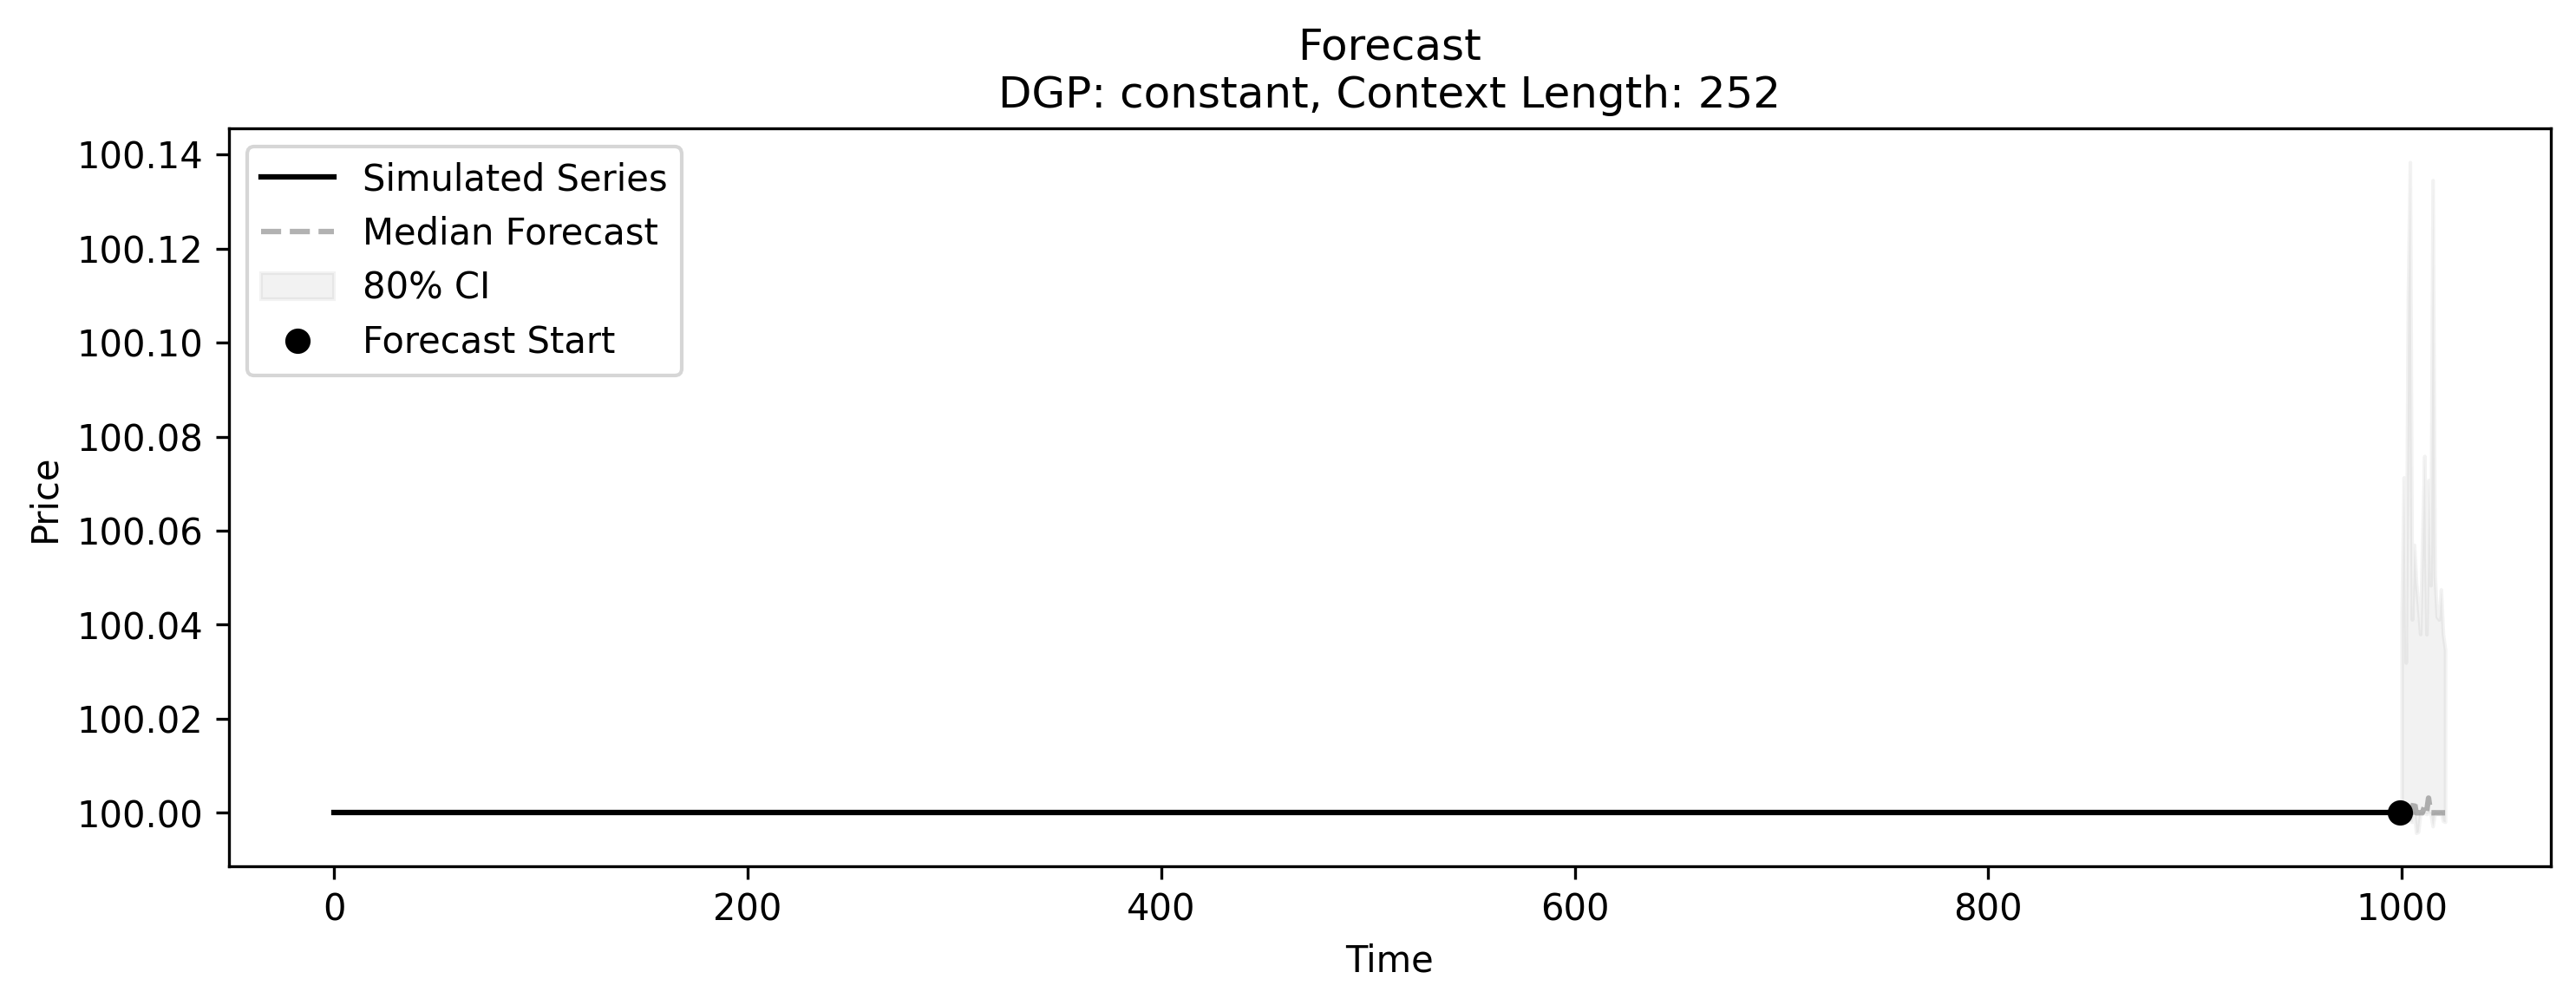 Forecast
DGP: constant, Context Length: 252
100.14
100.12
100.10
100.08
100.06
100.04
100.02
100.00
Price
Simulated Series
Median Forecast
80% CI
Forecast Start
0
200
400
600
800
1000
Time